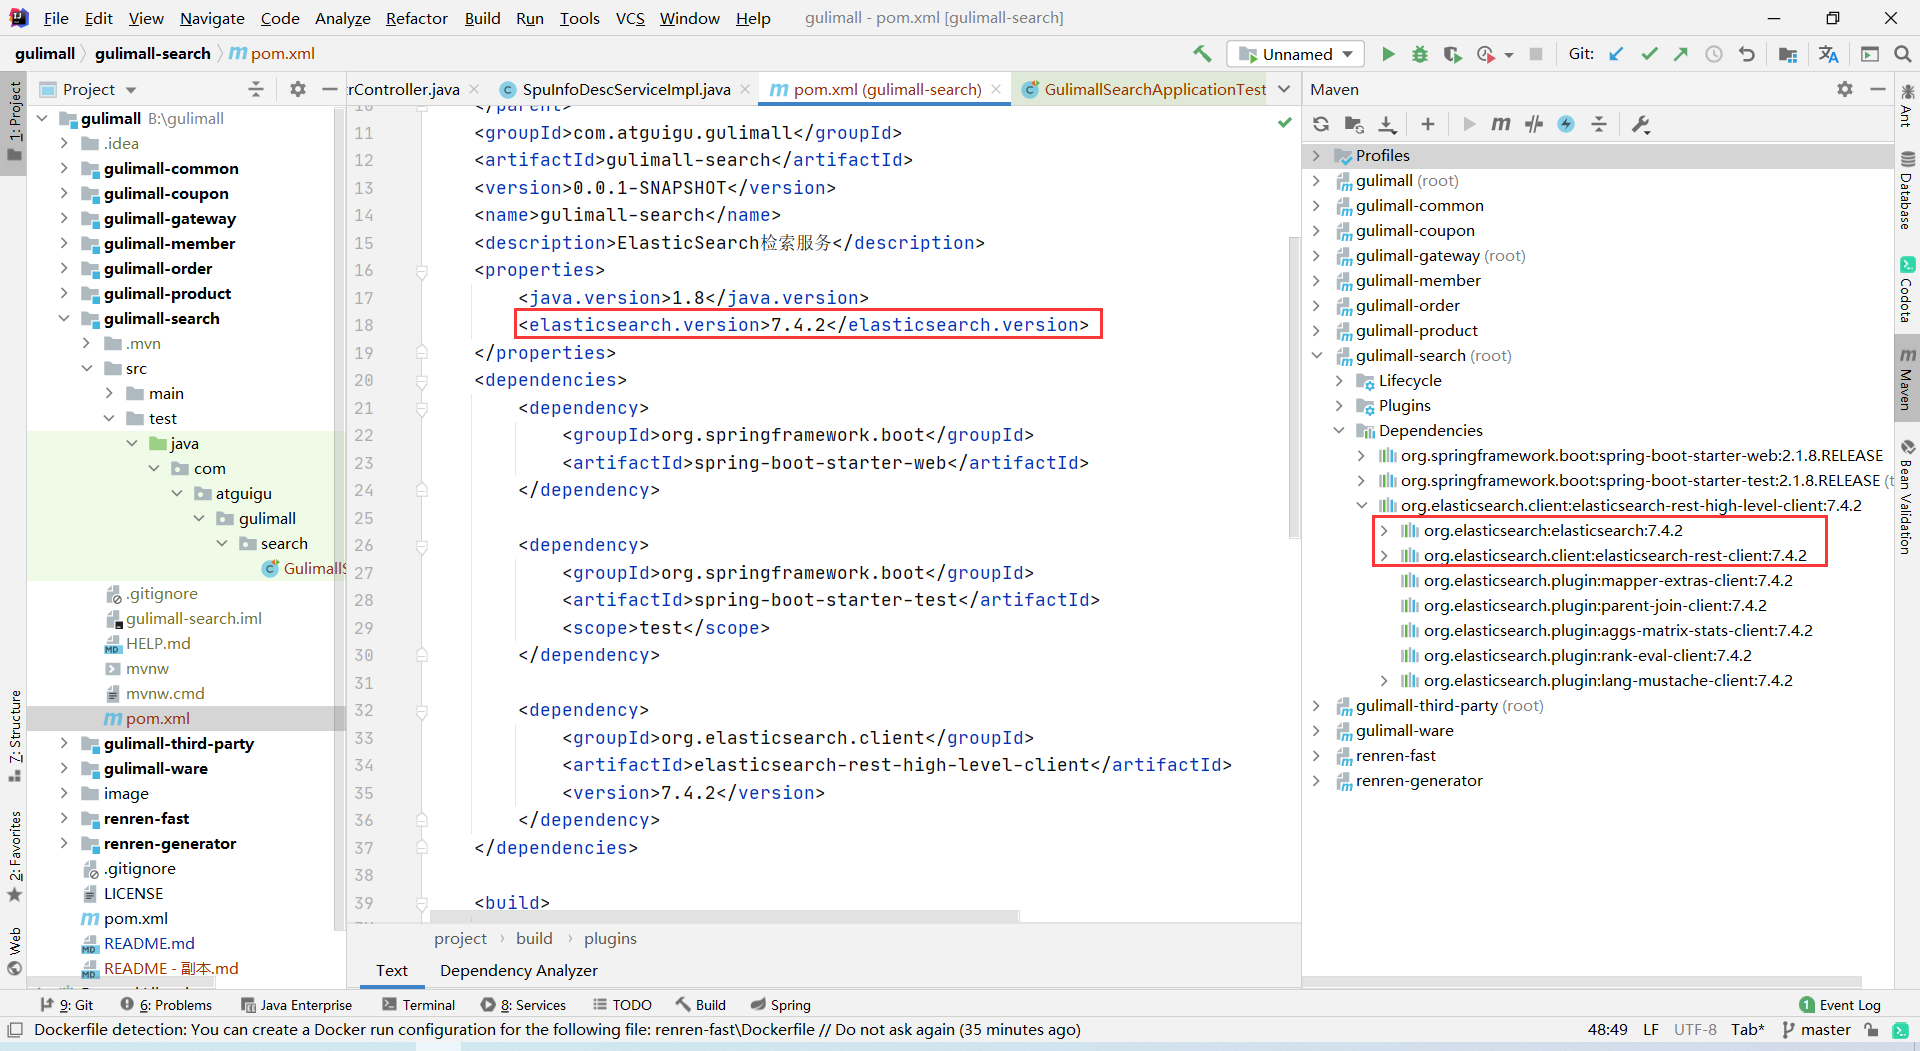 File Edit View Navigate Code Analyze Refactor Build Run Tools VCS Window Help gulimall - pom.xml [gulimall-search]
gulimall gulimall-search pom.xml
Unnamed
Git:
1: Project
7: Structure
2: Favorites
Web
Project
gulimall B:\gulimall
.idea
gulimall-common
gulimall-coupon
gulimall-gateway
gulimall-member
gulimall-order
gulimall-product
gulimall-search
.mvn
src
main
test
java
com
atguigu
gulimall
search
GulimallS
.gitignore
gulimall-search.iml
HELP.md
mvnw
mvnw.cmd
pom.xml
gulimall-third-party
gulimall-ware
image
renren-fast
renren-generator
.gitignore
LICENSE
pom.xml
README.md
README - 副本.md
rController.java SpuInfoDescServiceImpl.java pom.xml (gulimall-search) GulimallSearchApplicationTest
10 </parent>
11 <groupId>com.atguigu.gulimall</groupId>
12 <artifactId>gulimall-search</artifactId>
13 <version>0.0.1-SNAPSHOT</version>
14 <name>gulimall-search</name>
15 <description>ElasticSearch检索服务</description>
16 <properties>
17 <java.version>1.8</java.version>
18 <elasticsearch.version>7.4.2</elasticsearch.version>
19 </properties>
20 <dependencies>
21 <dependency>
22 <groupId>org.springframework.boot</groupId>
23 <artifactId>spring-boot-starter-web</artifactId>
24 </dependency>
25
26 <dependency>
27 <groupId>org.springframework.boot</groupId>
28 <artifactId>spring-boot-starter-test</artifactId>
29 <scope>test</scope>
30 </dependency>
31
32 <dependency>
33 <groupId>org.elasticsearch.client</groupId>
34 <artifactId>elasticsearch-rest-high-level-client</artifactId>
35 <version>7.4.2</version>
36 </dependency>
37 </dependencies>
38
39 <build>
project build plugins
Text Dependency Analyzer
Maven
Profiles
gulimall (root)
gulimall-common
gulimall-coupon
gulimall-gateway (root)
gulimall-member
gulimall-order
gulimall-product
gulimall-search (root)
Lifecycle
Plugins
Dependencies
org.springframework.boot:spring-boot-starter-web:2.1.8.RELEASE
org.springframework.boot:spring-boot-starter-test:2.1.8.RELEASE (t
org.elasticsearch.client:elasticsearch-rest-high-level-client:7.4.2
org.elasticsearch:elasticsearch:7.4.2
org.elasticsearch.client:elasticsearch-rest-client:7.4.2
org.elasticsearch.plugin:mapper-extras-client:7.4.2
org.elasticsearch.plugin:parent-join-client:7.4.2
org.elasticsearch.plugin:aggs-matrix-stats-client:7.4.2
org.elasticsearch.plugin:rank-eval-client:7.4.2
org.elasticsearch.plugin:lang-mustache-client:7.4.2
gulimall-third-party (root)
gulimall-ware
renren-fast
renren-generator
Ant
Database
Codota
Maven
Bean Validation
9: Git 6: Problems Java Enterprise Terminal 8: Services TODO Build Spring 1 Event Log
Dockerfile detection: You can create a Docker run configuration for the following file: renren-fast\Dockerfile // Do not ask again (35 minutes ago) 48:49 LF UTF-8 Tab* master